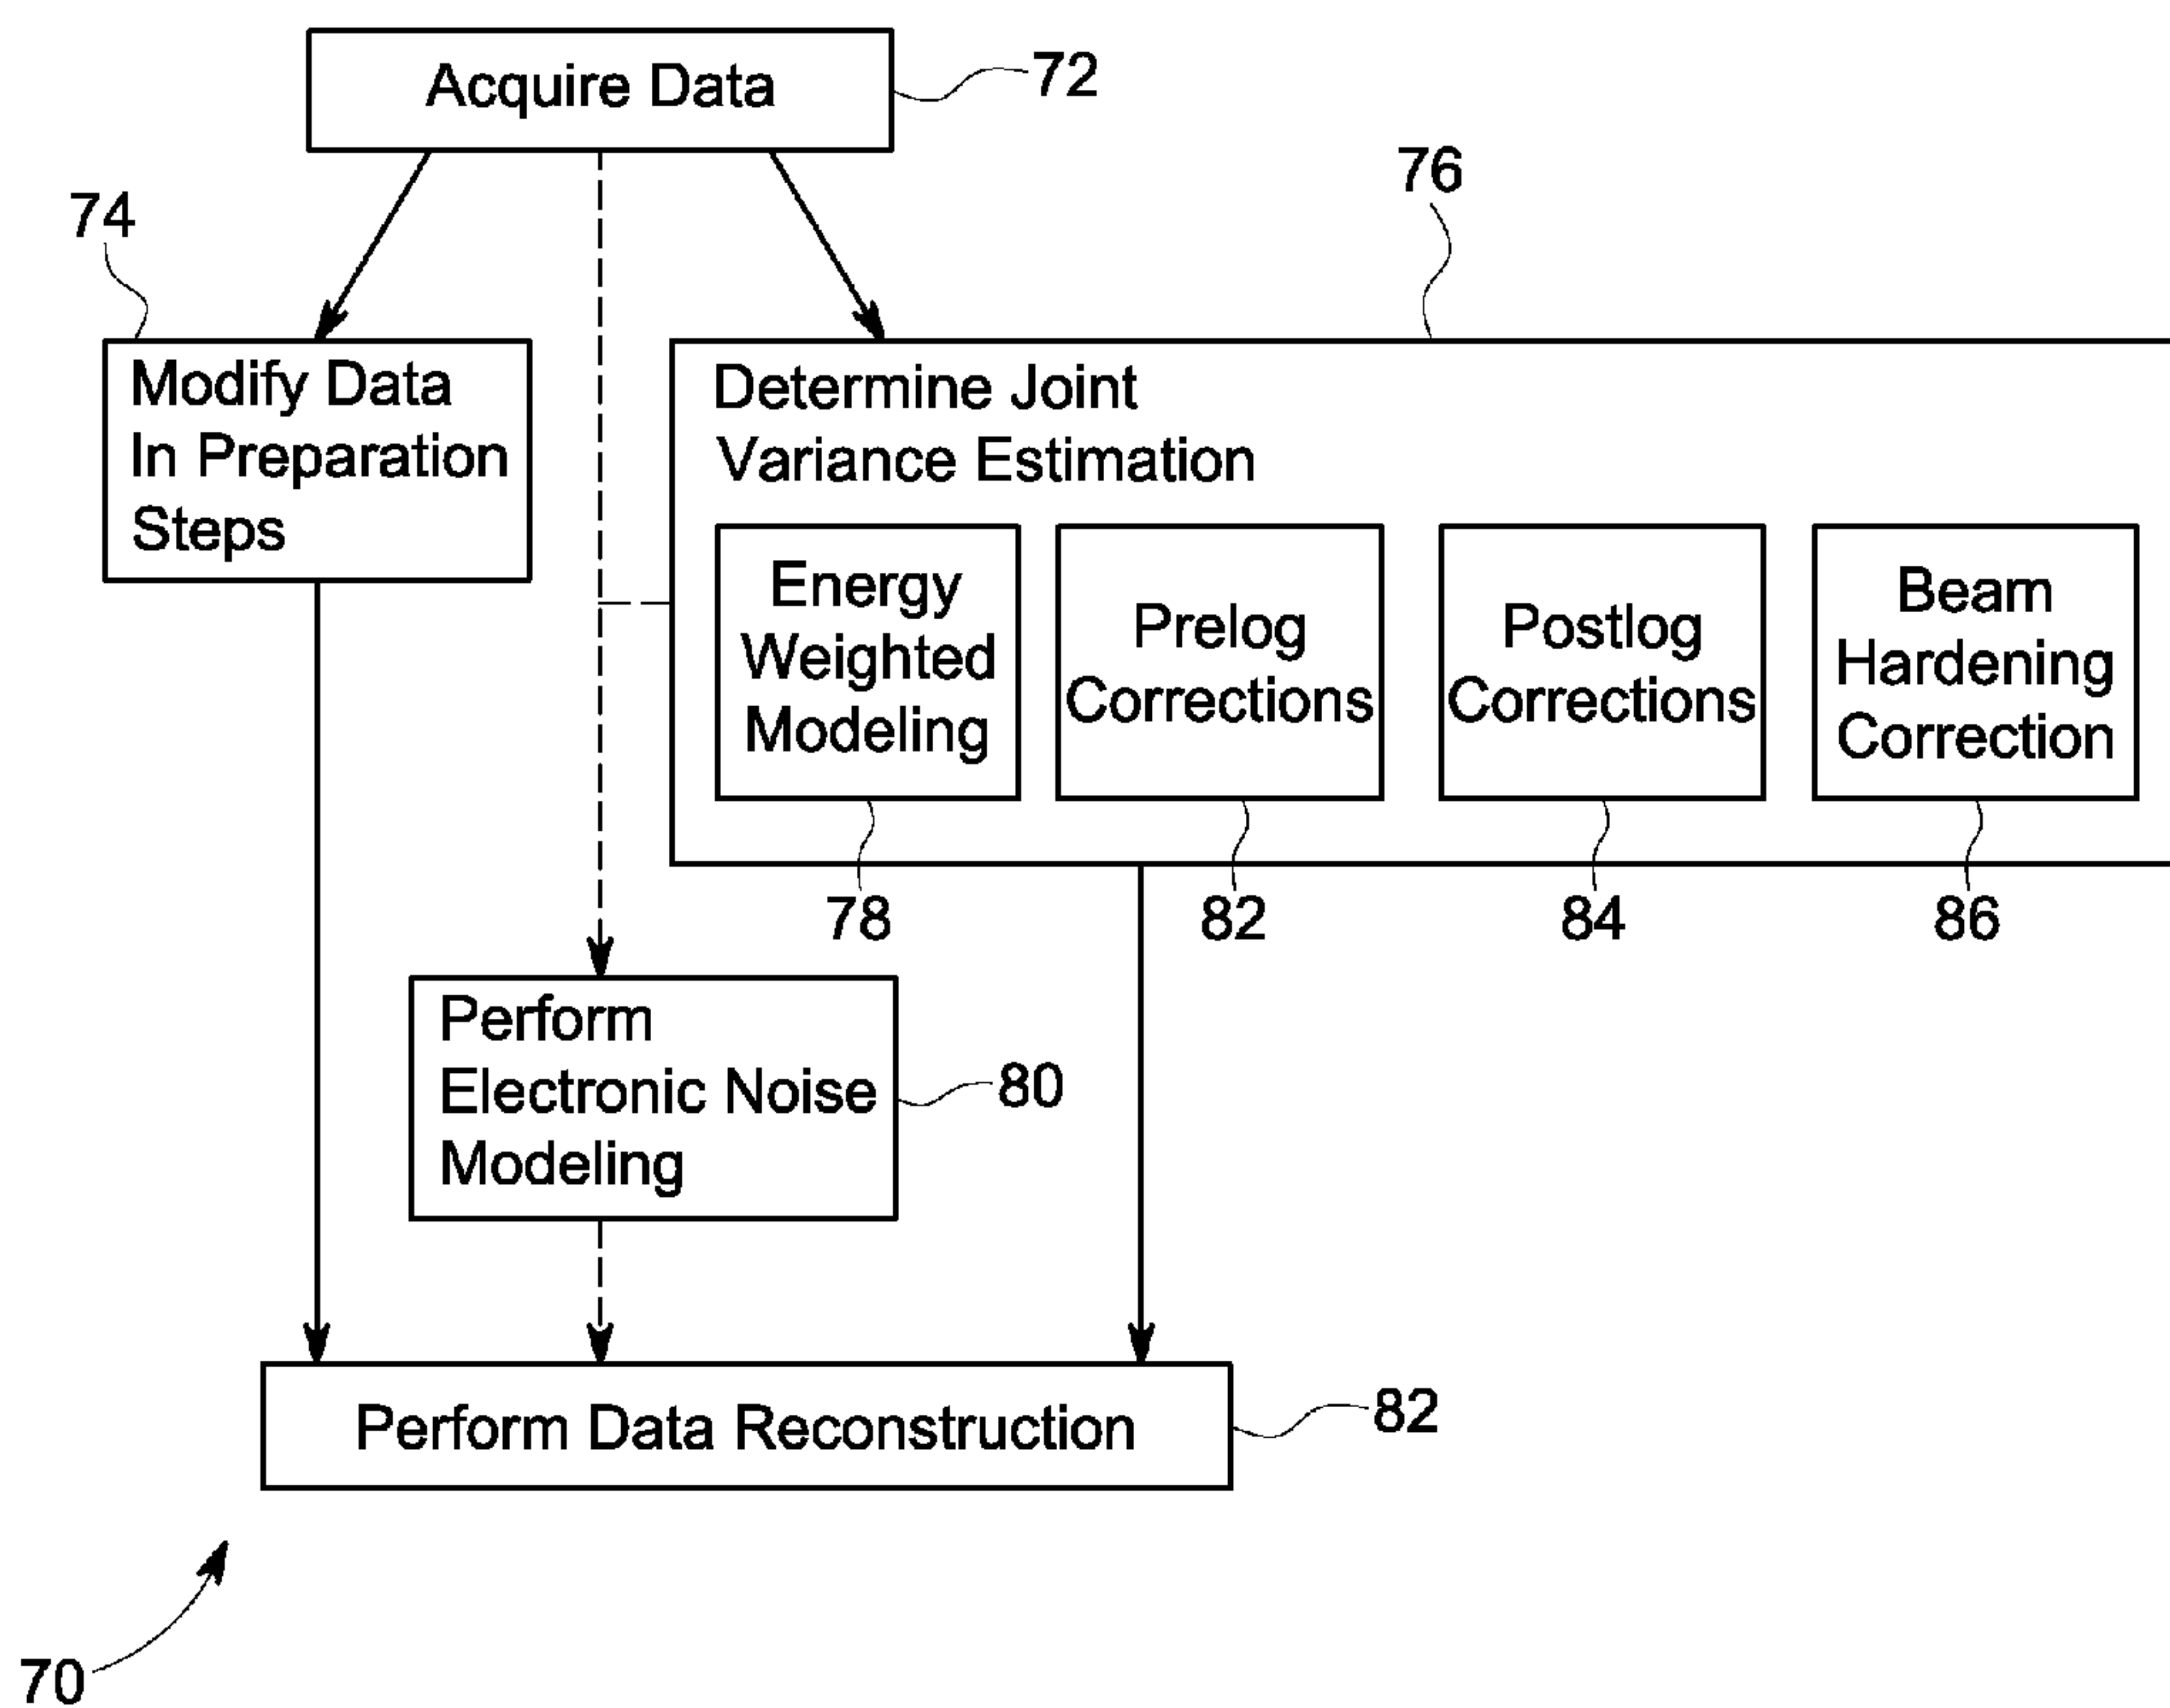 Acquire Data
72
74
76
Modify Data
In Preparation
Steps
Determine Joint
Variance Estimation
Energy
Weighted
Modeling
Prelog
Corrections
Postlog
Corrections
Beam
Hardening
Correction
78
82
84
86
Perform
Electronic Noise
Modeling
80
Perform Data Reconstruction
82
70